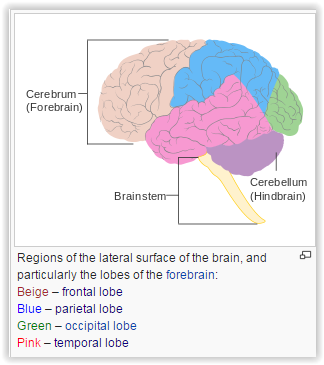 Cerebrum
(Forebrain)
Cerebellum
(Hindbrain)
Brainstem
Regions of the lateral surface of the brain, and
particularly the lobes of the forebrain:
Beige – frontal lobe
Blue – parietal lobe
Green – occipital lobe
Pink – temporal lobe